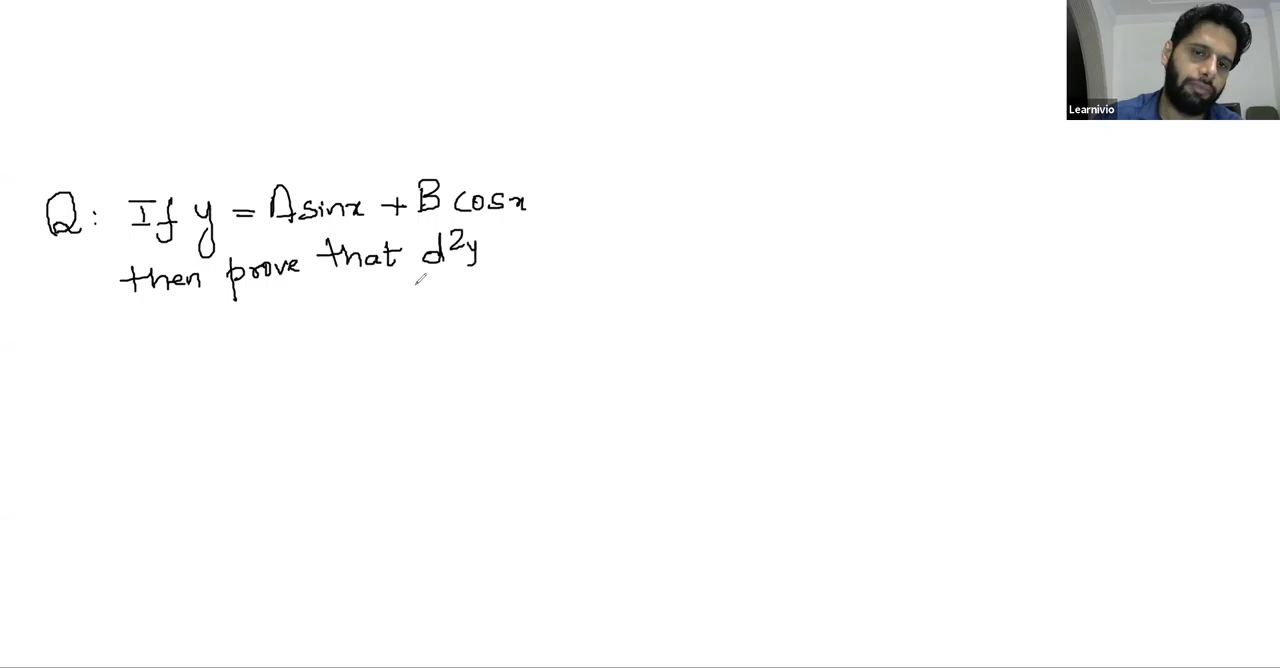 Learnivio
Q: If y = A sinx + B cosx
then prove that d²y